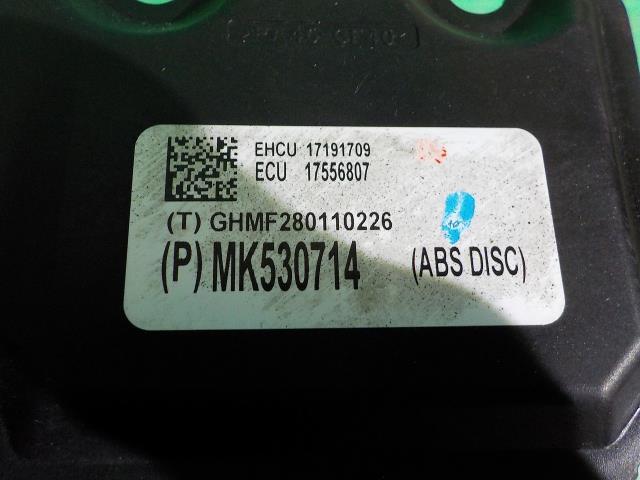 EHCU 17191709
ECU 17556807
(T) GHMF280110226
(P) MK530714 (ABS DISC)